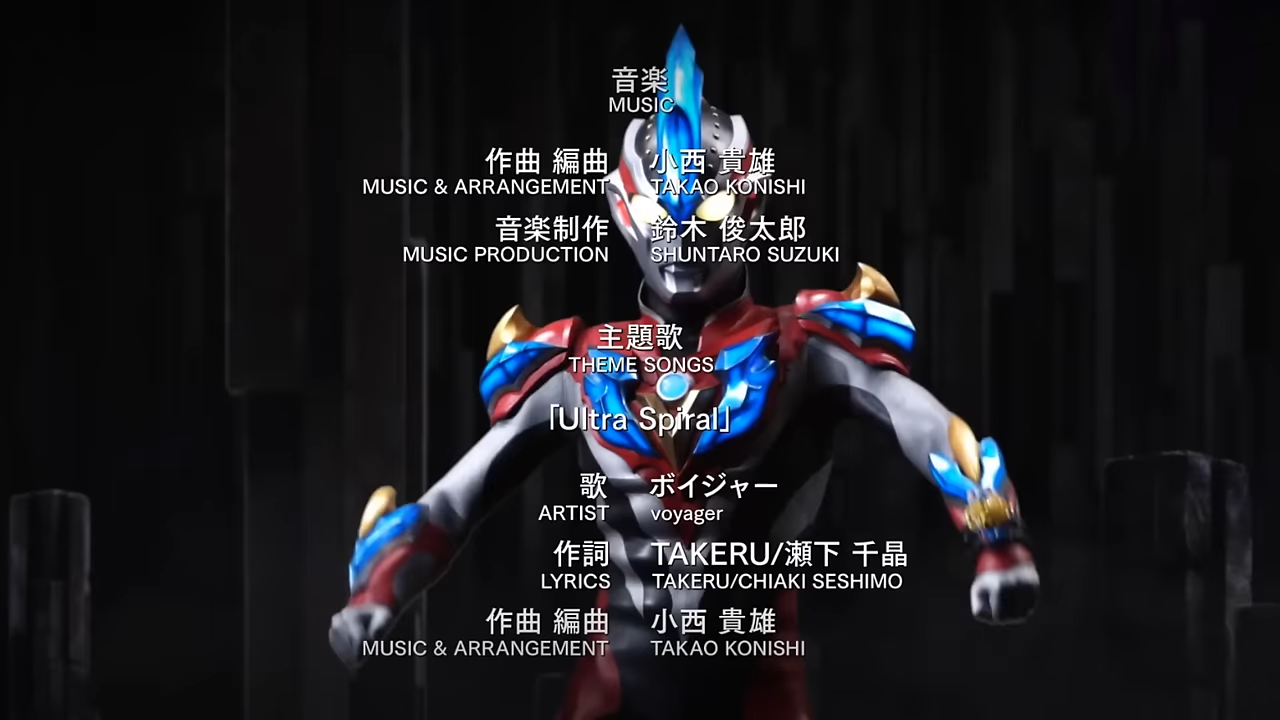 音楽
MUSIC
作曲 編曲 小西 貴雄
MUSIC & ARRANGEMENT TAKAO KONISHI
音楽制作 鈴木 俊太郎
MUSIC PRODUCTION SHUNTARO SUZUKI
主題歌
THEME SONGS
「Ultra Spiral」
歌 ボイジャー
ARTIST voyager
作詞 TAKERU/瀬下 千晶
LYRICS TAKERU/CHIAKI SESHIMO
作曲 編曲 小西 貴雄
MUSIC & ARRANGEMENT TAKAO KONISHI